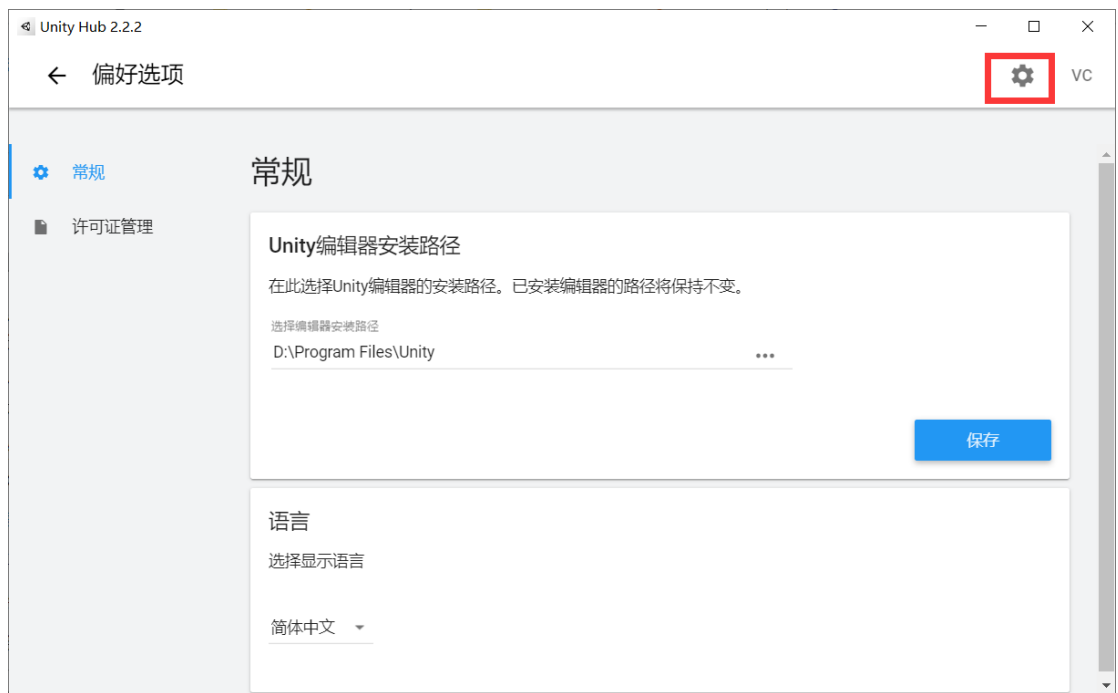 Unity Hub 2.2.2
偏好选项
VC
常规
许可证管理
常规
Unity编辑器安装路径
在此选择Unity编辑器的安装路径。已安装编辑器的路径将保持不变。
选择编辑器安装路径
D:\Program Files\Unity
保存
语言
选择显示语言
简体中文